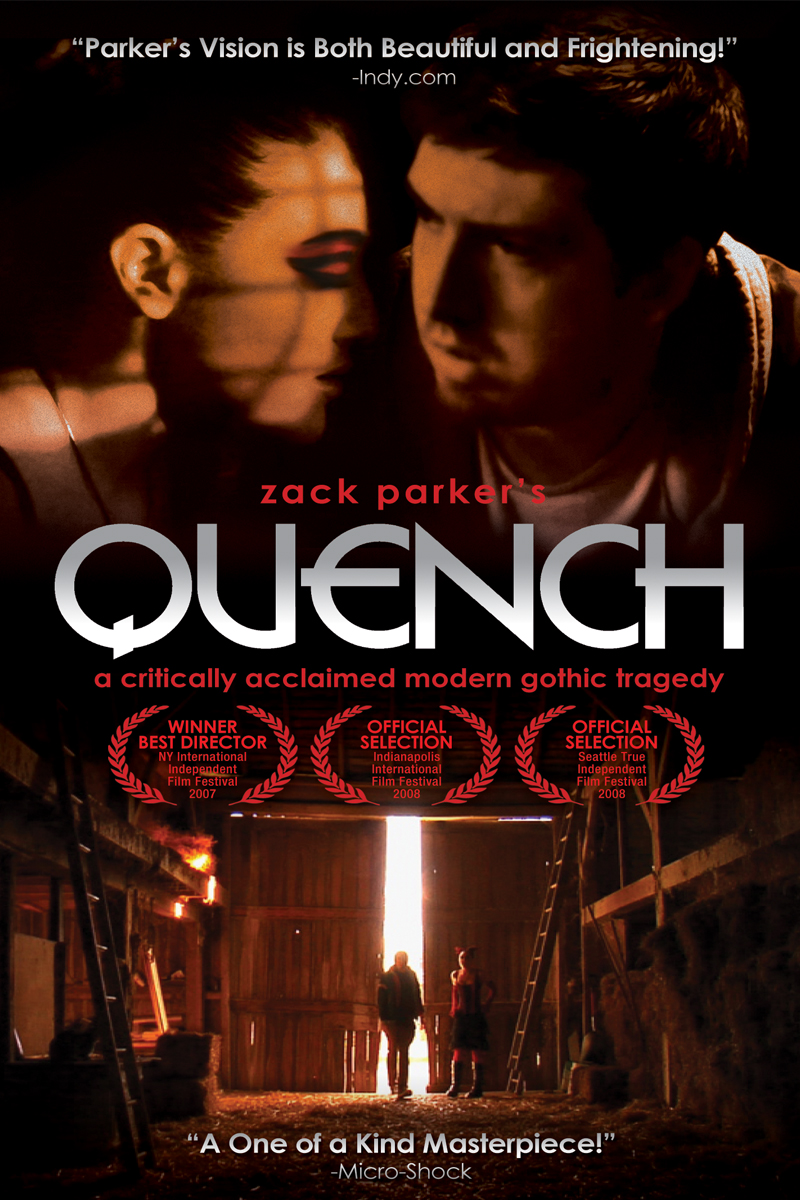 “Parker’s Vision is Both Beautiful and Frightening!”
-Indy.com
zack parker’s
QUENCH
a critically acclaimed modern gothic tragedy
WINNER
BEST DIRECTOR
NY International
Independent
Film Festival
2007
OFFICIAL
SELECTION
Indianapolis
International
Film Festival
2008
OFFICIAL
SELECTION
Seattle True
Independent
Film Festival
2008
“A One of a Kind Masterpiece!”
-Micro-Shock